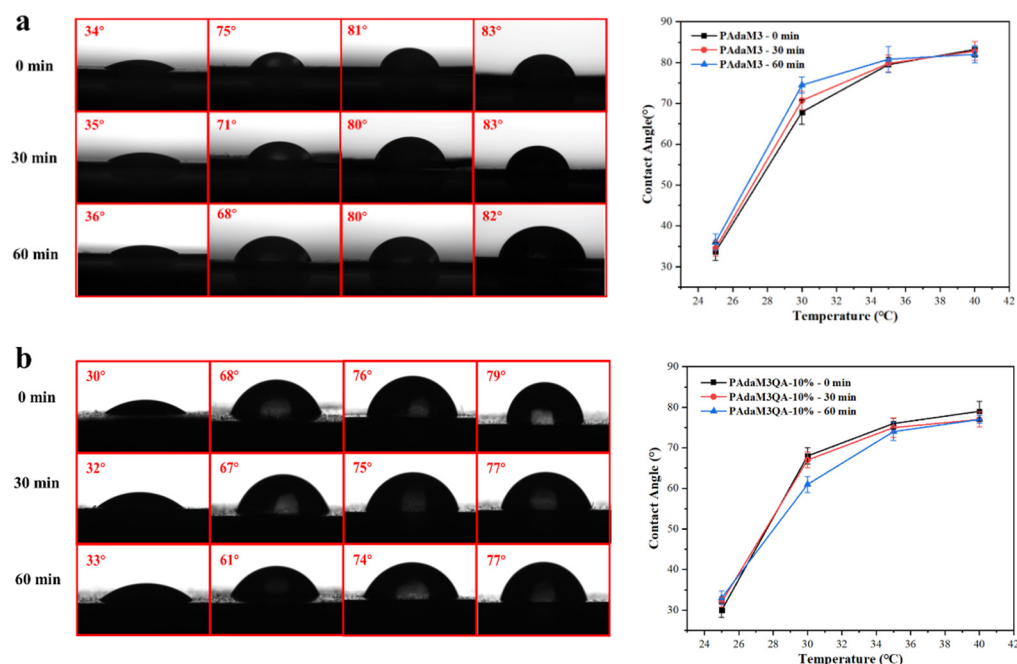 a
34° 75° 81° 83°
0 min
35° 71° 80° 83°
30 min
36° 68° 80° 82°
60 min
PAdaM3 - 0 min
PAdaM3 - 30 min
PAdaM3 - 60 min
Contact Angle(°)
90
80
70
60
50
40
30
24 26 28 30 32 34 36 38 40 42
Temperature (°C)
b
30° 68° 76° 79°
0 min
32° 67° 75° 77°
30 min
33° 61° 74° 77°
60 min
PAdaM3QA-10% - 0 min
PAdaM3QA-10% - 30 min
PAdaM3QA-10% - 60 min
Contact Angle (°)
90
80
70
60
50
40
30
24 26 28 30 32 34 36 38 40 42
Temperature (°C)